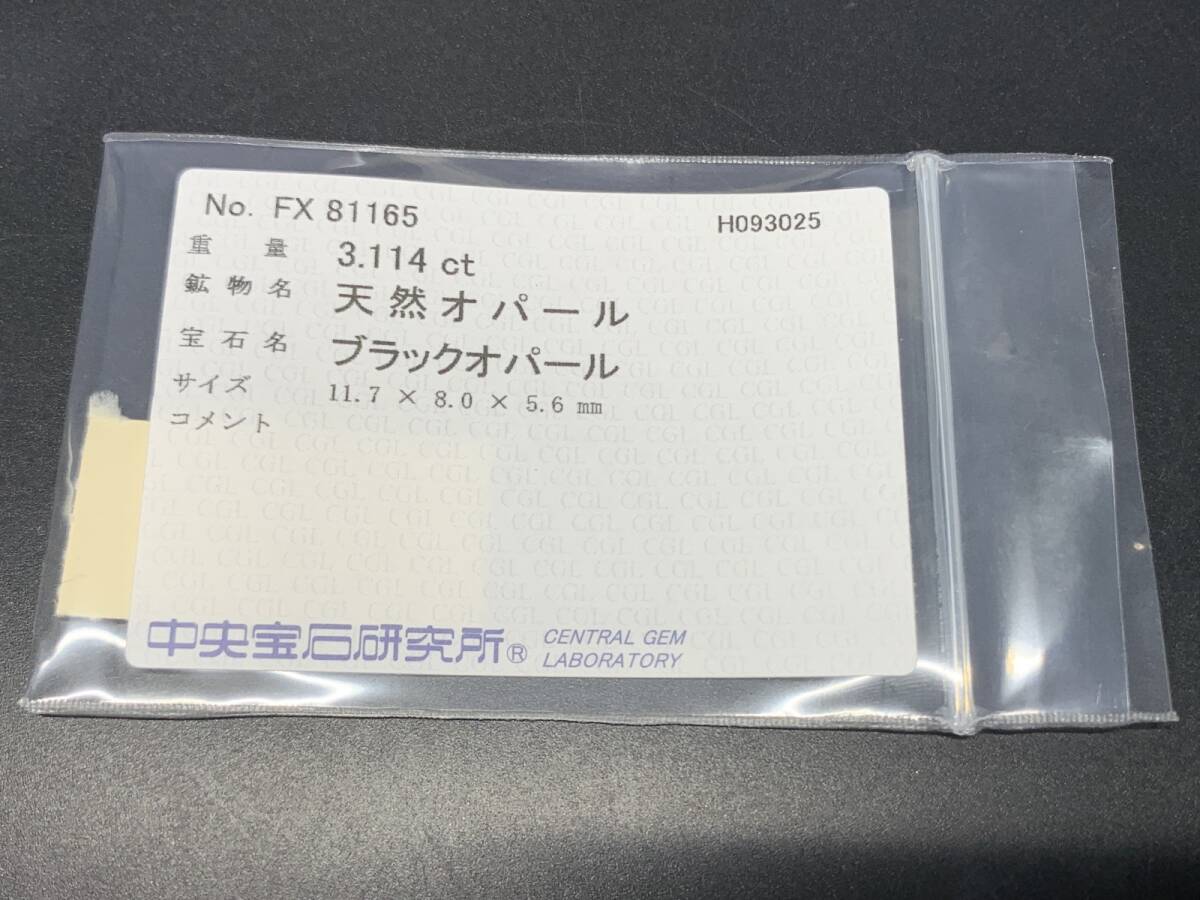 No. FX 81165 H093025
重量 3.114 ct
鉱物名 天然オパール
宝石名 ブラックオパール
サイズ 11.7 × 8.0 × 5.6 mm
コメント
中央宝石研究所® CENTRAL GEM
LABORATORY